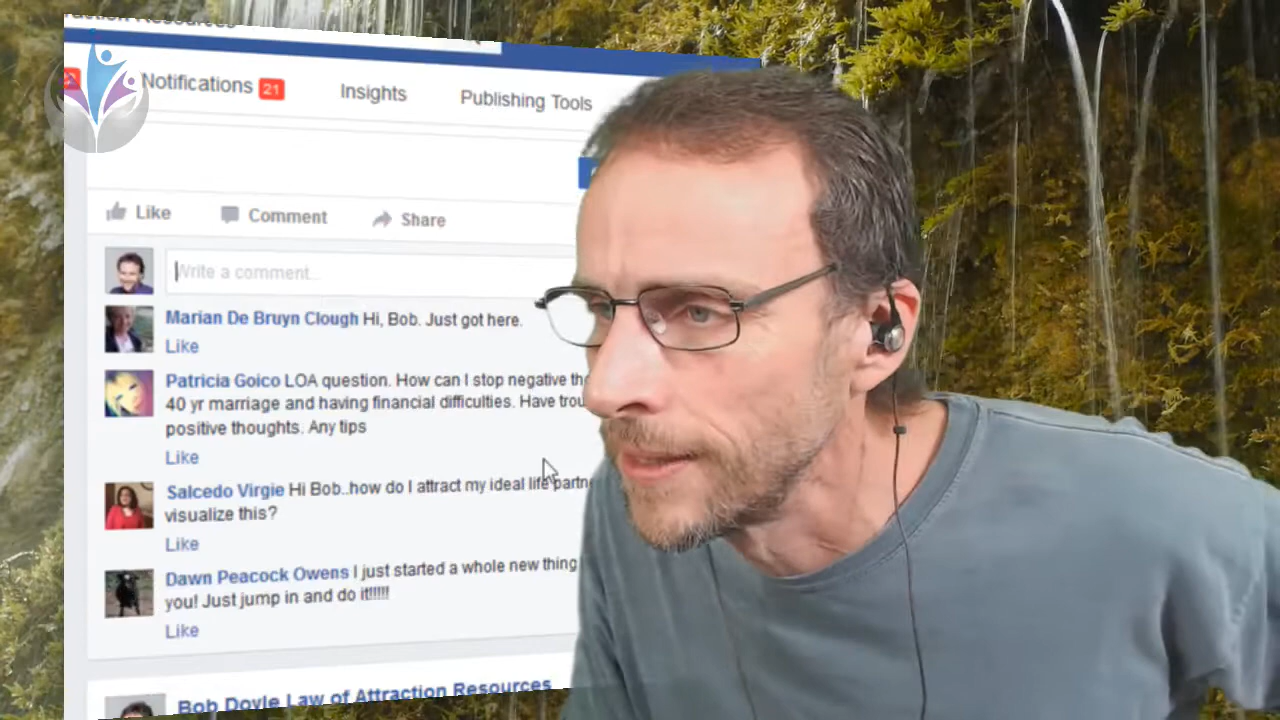 Notifications 21
Insights
Publishing Tools
Like
Comment
Share
Write a comment...
Marian De Bruyn Clough Hi, Bob. Just got here.
Like
Patricia Goico LOA question. How can I stop negative
40 yr marriage and having financial difficulties. Have
positive thoughts. Any tips
Like
Salcedo Virgie Hi Bob..how do I attract my ideal life
visualize this?
Like
Dawn Peacock Owens I just started a whole new thing
you! Just jump in and do it!!!!!
Like
Bob Doyle Law of Attraction Resources